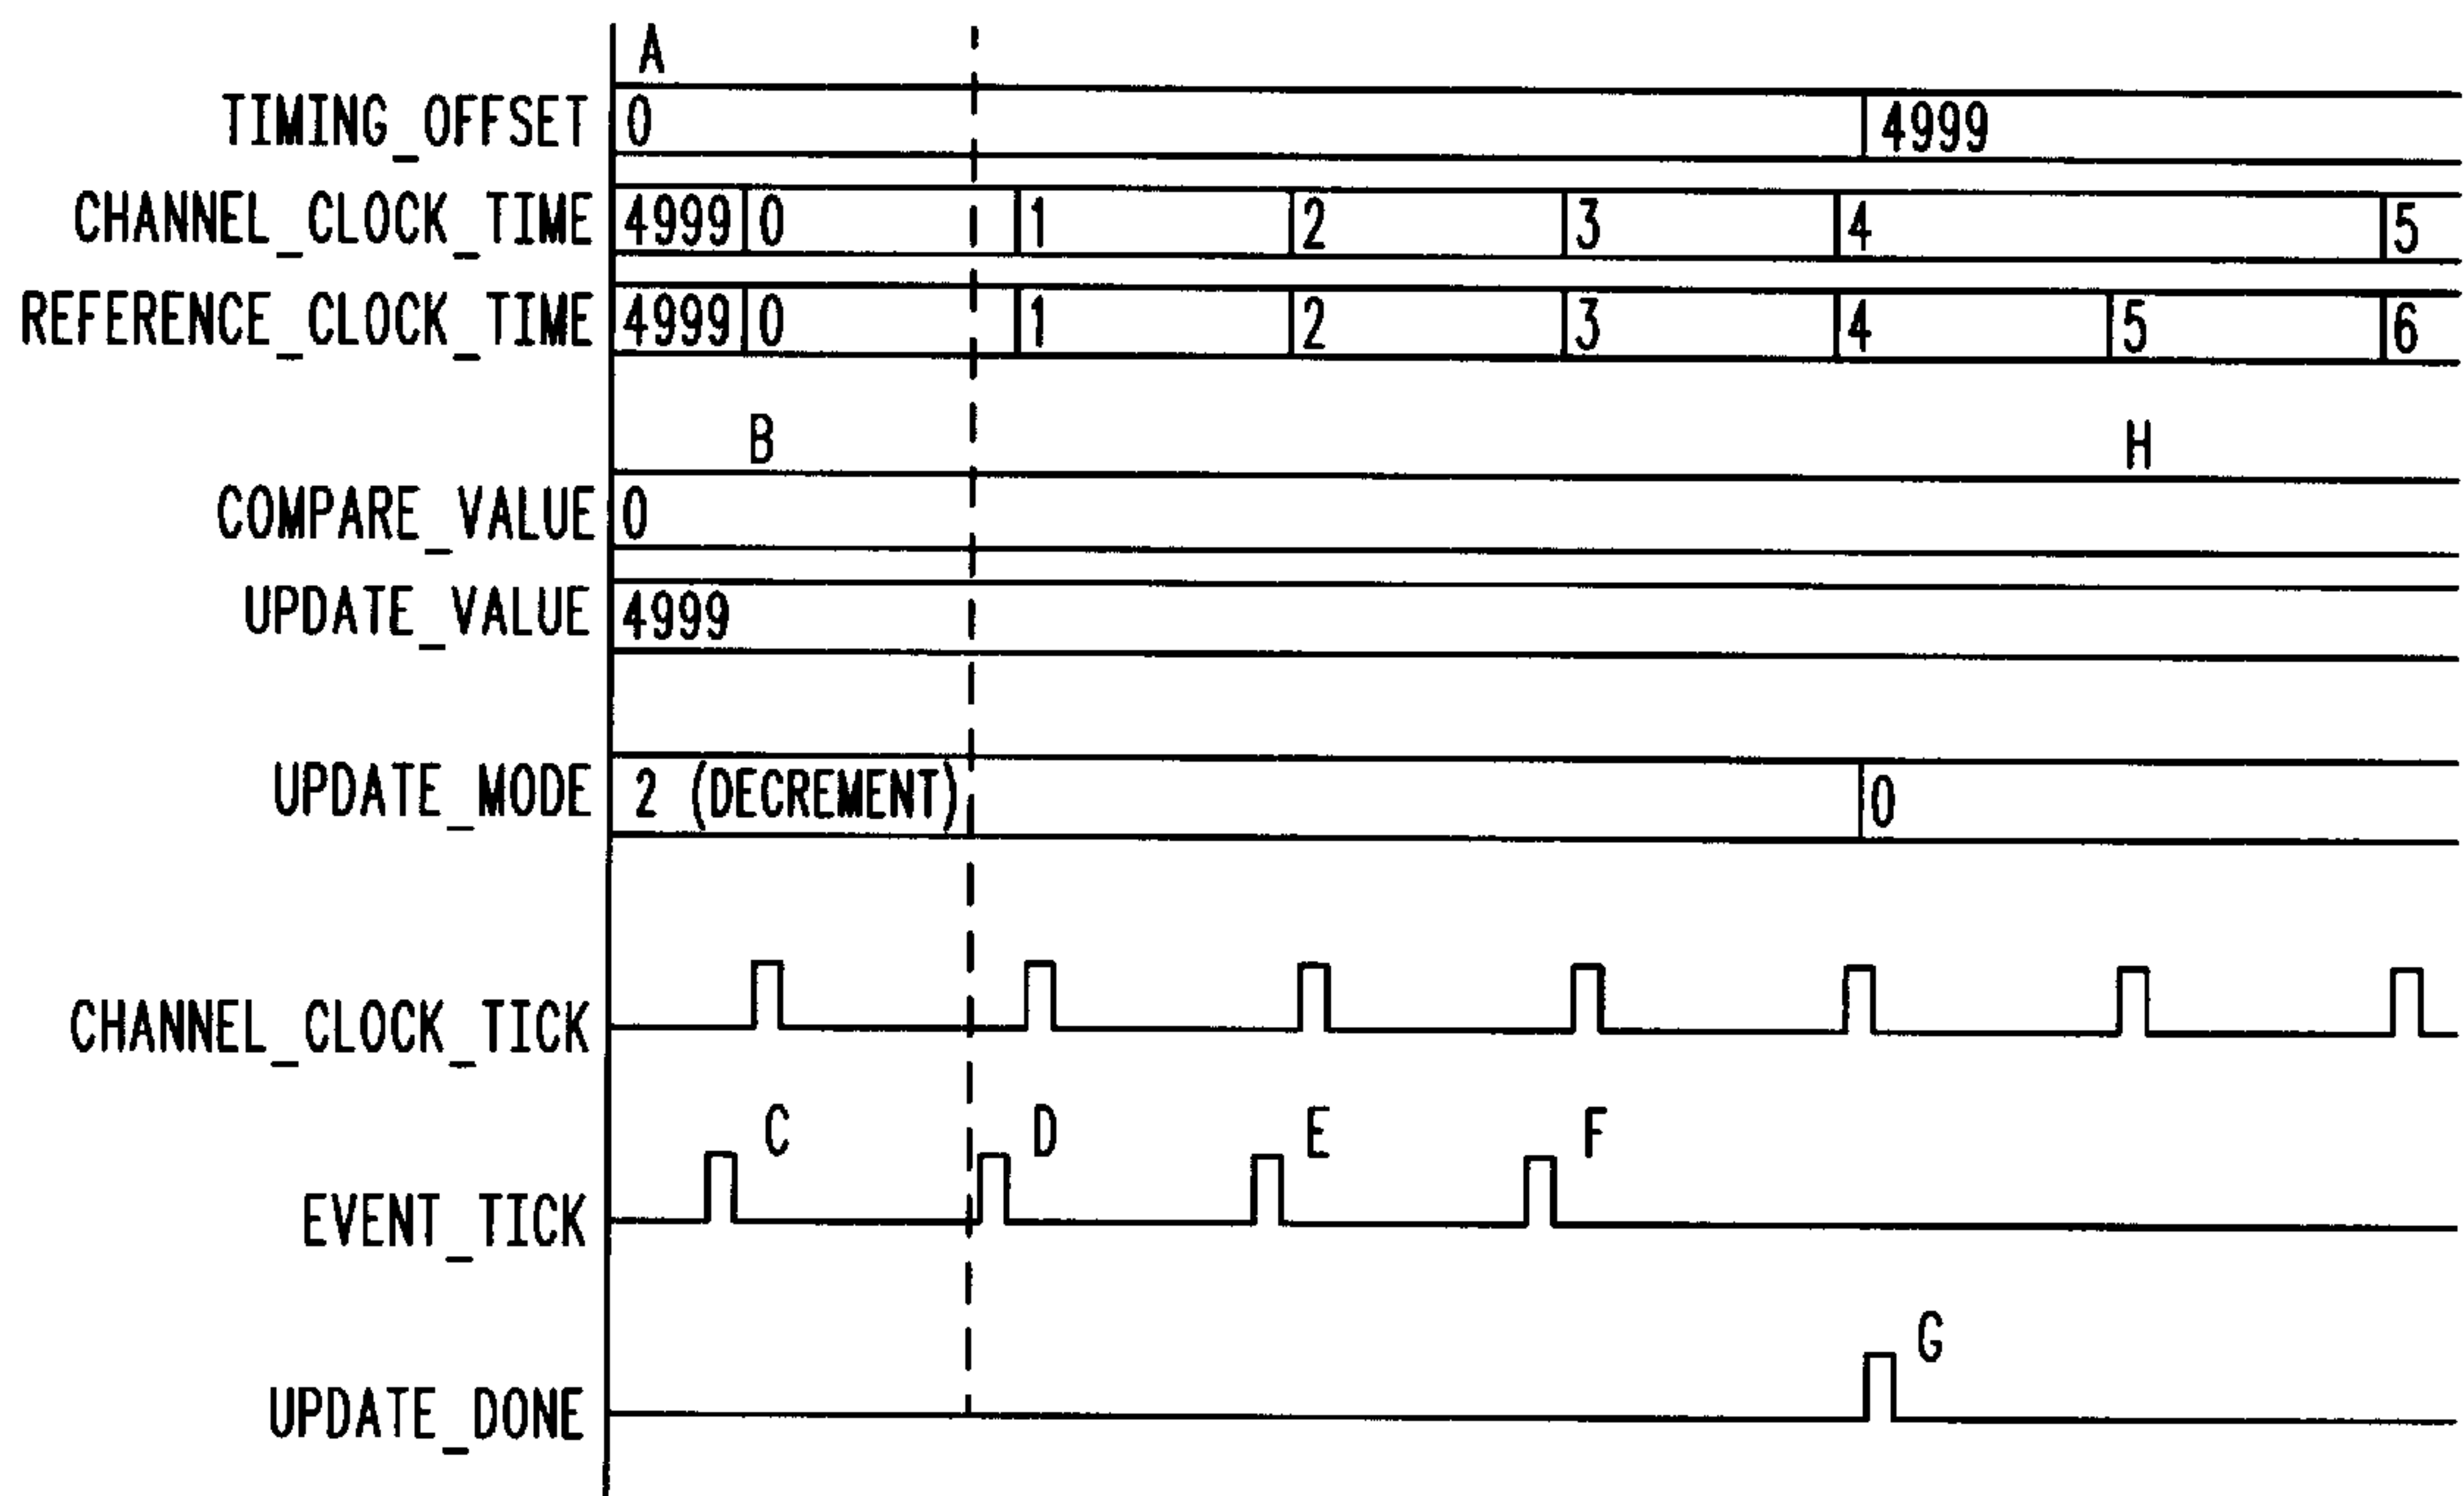 A
TIMING_OFFSET 0 4999
CHANNEL_CLOCK_TIME 4999 0 1 2 3 4 5
REFERENCE_CLOCK_TIME 4999 0 1 2 3 4 5 6
B H
COMPARE_VALUE 0
UPDATE_VALUE 4999
UPDATE_MODE 2 (DECREMENT) 0
CHANNEL_CLOCK_TICK
C D E F
EVENT_TICK
G
UPDATE_DONE